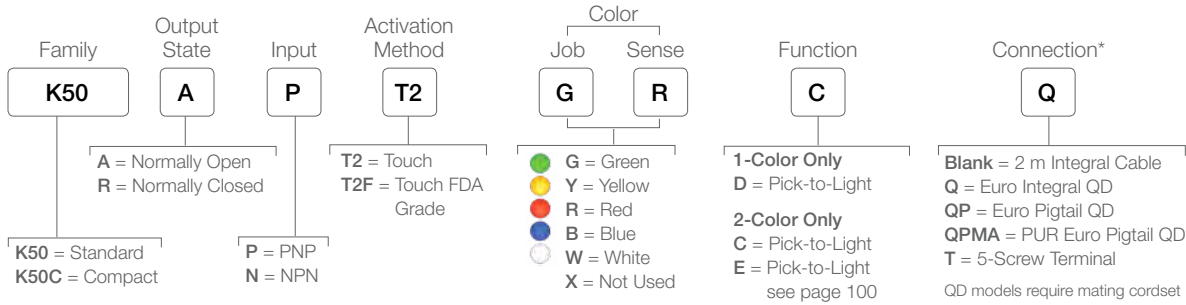 Color
Family
Output
State
Input
Activation
Method
Job
Sense
Function
Connection*
K50
A
P
T2
G
R
C
Q
K50 = Standard
K50C = Compact
A = Normally Open
R = Normally Closed
P = PNP
N = NPN
T2 = Touch
T2F = Touch FDA
Grade
G = Green
Y = Yellow
R = Red
B = Blue
W = White
X = Not Used
1-Color Only
D = Pick-to-Light
2-Color Only
C = Pick-to-Light
E = Pick-to-Light
see page 100
Blank = 2 m Integral Cable
Q = Euro Integral QD
QP = Euro Pigtail QD
QPMA = PUR Euro Pigtail QD
T = 5-Screw Terminal
QD models require mating cordset